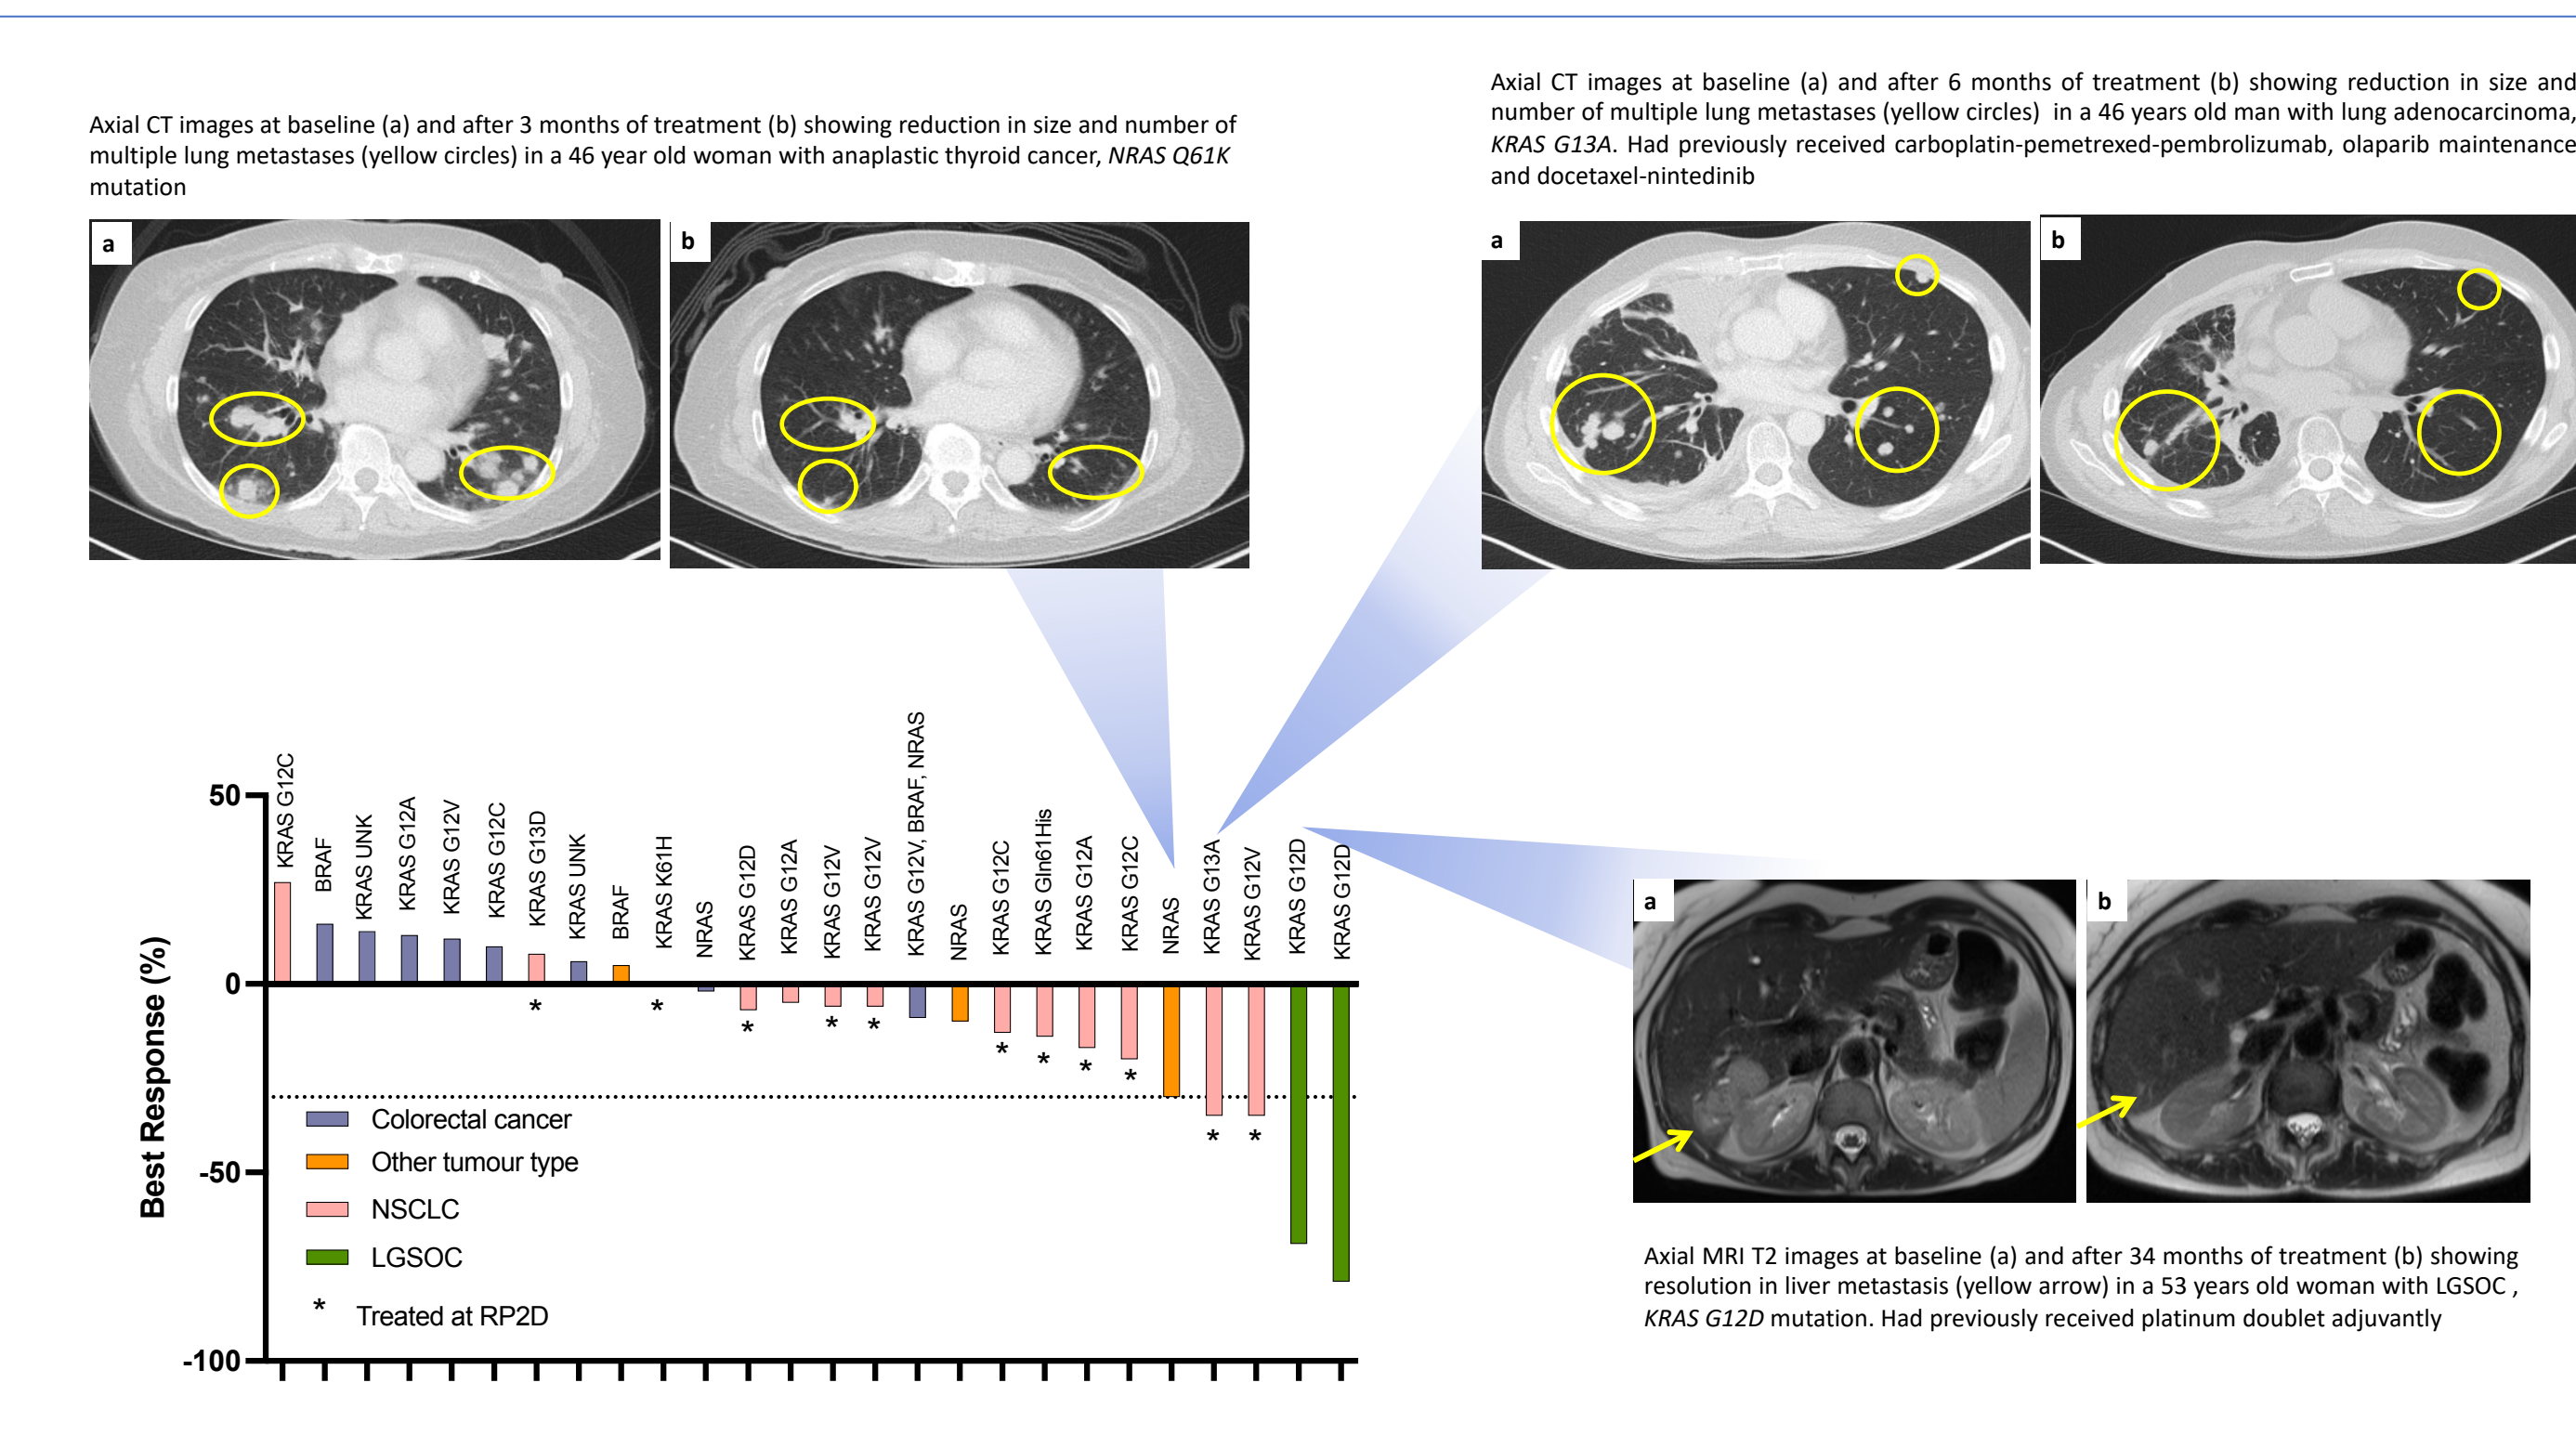 Axial CT images at baseline (a) and after 3 months of treatment (b) showing reduction in size and number of
multiple lung metastases (yellow circles) in a 46 year old woman with anaplastic thyroid cancer, NRAS Q61K
mutation
a
b
Axial CT images at baseline (a) and after 6 months of treatment (b) showing reduction in size and
number of multiple lung metastases (yellow circles) in a 46 years old man with lung adenocarcinoma,
KRAS G13A. Had previously received carboplatin-pemetrexed-pembrolizumab, olaparib maintenance
and docetaxel-nintedinib
a
b
Best Response (%)
50
0
-50
-100
KRAS G12C
BRAF
KRAS UNK
KRAS G12A
KRAS G12V
KRAS G12C
KRAS G13D
KRAS UNK
BRAF
KRAS K61H
NRAS
KRAS G12D
KRAS G12A
KRAS G12V
KRAS G12V
KRAS G12V, BRAF, NRAS
NRAS
KRAS G12C
KRAS Gln61His
KRAS G12A
KRAS G12C
NRAS
KRAS G13A
KRAS G12V
KRAS G12D
KRAS G12D
* * * * * * * * * * *
Colorectal cancer
Other tumour type
NSCLC
LGSOC
* Treated at RP2D
a
b
Axial MRI T2 images at baseline (a) and after 34 months of treatment (b) showing
resolution in liver metastasis (yellow arrow) in a 53 years old woman with LGSOC ,
KRAS G12D mutation. Had previously received platinum doublet adjuvantly